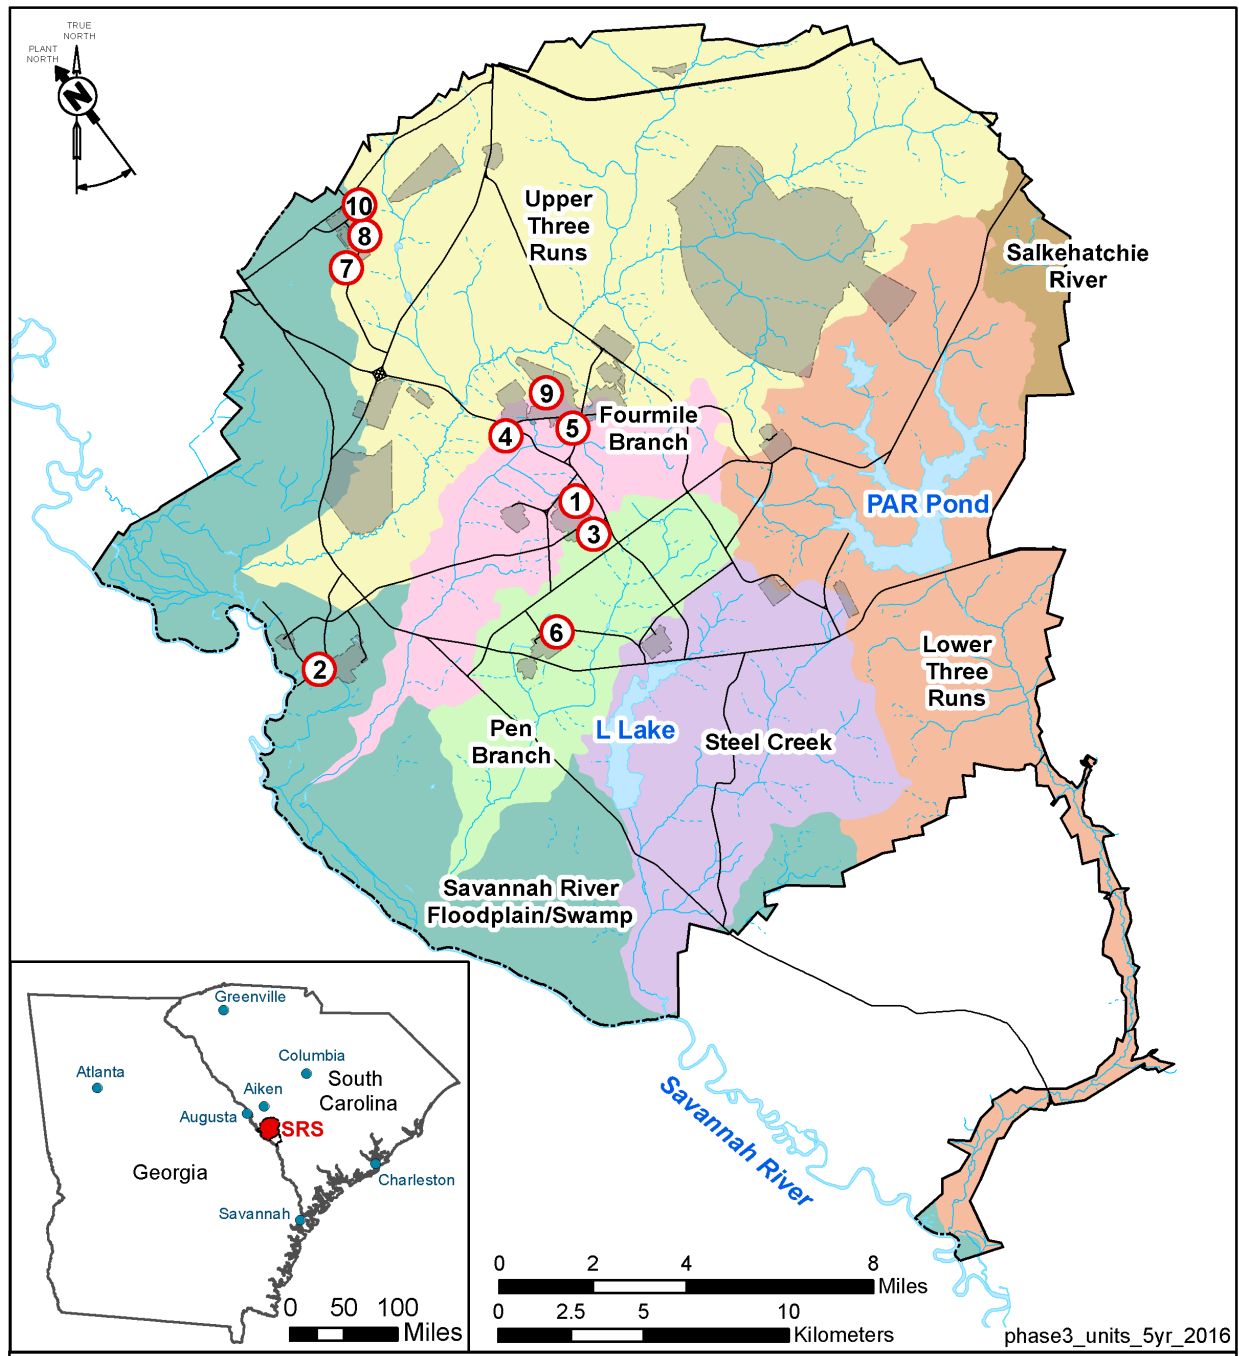 TRUE
NORTH
PLANT
NORTH
N
10
8
7
Upper
Three
Runs
Salkehatchie
River
9
4
5
Fourmile
Branch
1
3
PAR Pond
6
2
Lower
Three
Runs
Pen
Branch
L Lake
Steel Creek
Savannah River
Floodplain/Swamp
Savannah River
Greenville
Atlanta
Columbia
Aiken
South
Carolina
Augusta
SRS
Georgia
Charleston
Savannah
0 50 100
Miles
0 2 4 8
Miles
0 2.5 5 10
Kilometers
phase3_units_5yr_2016